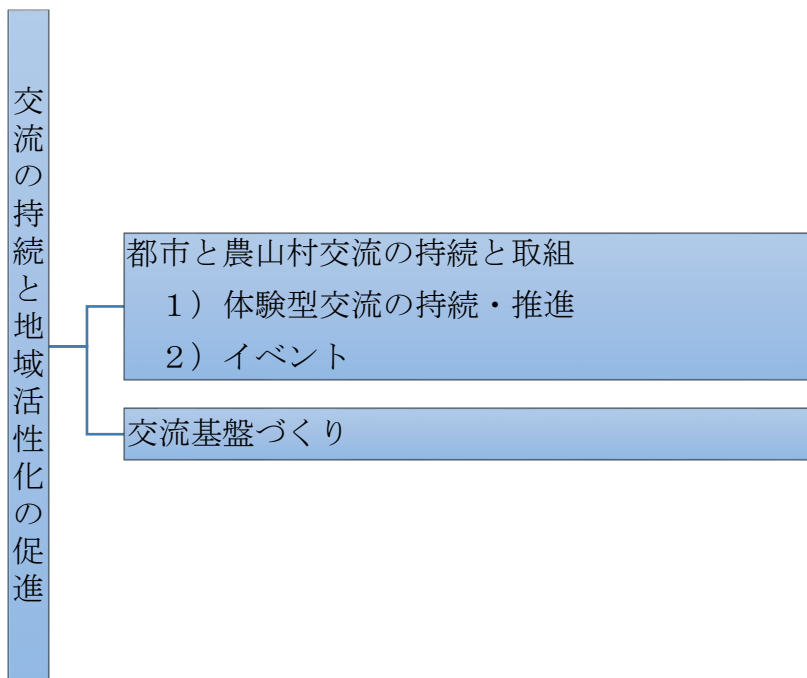 交流の持続と地域活性化の促進
都市と農山村交流の持続と取組
１）体験型交流の持続・推進
２）イベント
交流基盤づくり